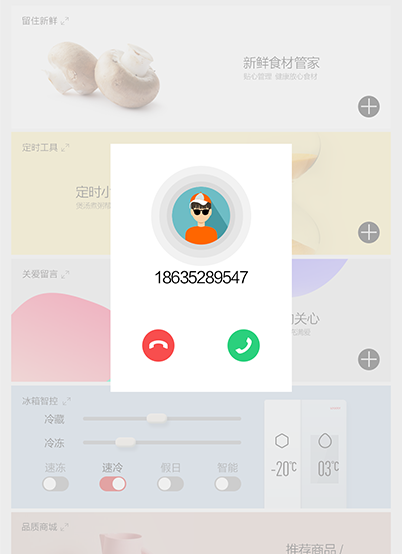 留住新鲜
新鲜食材管家
贴心管理 健康放心食材
定时工具
定时小
关爱留言
的关心
18635289547
冰箱智控
冷藏
冷冻
速冻 速冷 假日 智能
-20℃ 03℃
品质商城
推荐商品 /